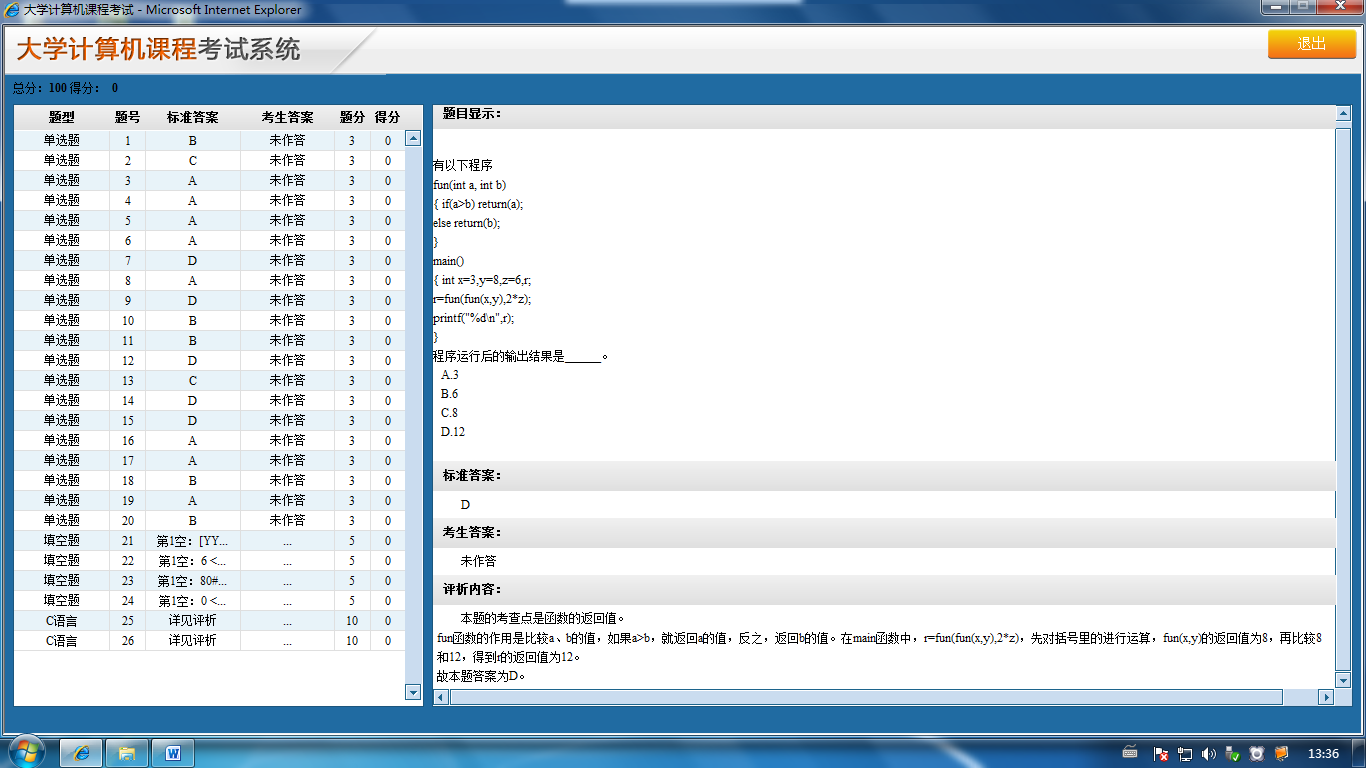 大学计算机课程考试 - Microsoft Internet Explorer
大学计算机课程考试系统
退出
总分：100 得分： 0
题型 题号 标准答案 考生答案 题分 得分
单选题 1 B 未作答 3 0
单选题 2 C 未作答 3 0
单选题 3 A 未作答 3 0
单选题 4 A 未作答 3 0
单选题 5 A 未作答 3 0
单选题 6 A 未作答 3 0
单选题 7 D 未作答 3 0
单选题 8 A 未作答 3 0
单选题 9 D 未作答 3 0
单选题 10 B 未作答 3 0
单选题 11 B 未作答 3 0
单选题 12 D 未作答 3 0
单选题 13 C 未作答 3 0
单选题 14 D 未作答 3 0
单选题 15 D 未作答 3 0
单选题 16 A 未作答 3 0
单选题 17 A 未作答 3 0
单选题 18 B 未作答 3 0
单选题 19 A 未作答 3 0
单选题 20 B 未作答 3 0
填空题 21 第1空：[YY... ... 5 0
填空题 22 第1空：6 <... ... 5 0
填空题 23 第1空：80#... ... 5 0
填空题 24 第1空：0 <... ... 5 0
C语言 25 详见评析 ... 10 0
C语言 26 详见评析 ... 10 0
题目显示：
有以下程序
fun(int a, int b)
{ if(a>b) return(a);
else return(b);
}
main()
{ int x=3,y=8,z=6,r;
r=fun(fun(x,y),2*z);
printf("%d\n",r);
}
程序运行后的输出结果是______。
A.3
B.6
C.8
D.12
标准答案：
D
考生答案：
未作答
评析内容：
本题的考查点是函数的返回值。
fun函数的作用是比较a、b的值，如果a>b，就返回a的值，反之，返回b的值。在main函数中，r=fun(fun(x,y),2*z)，先对括号里的进行运算，fun(x,y)的返回值为8，再比较8
和12，得到r的返回值为12。
故本题答案为D。
13:36